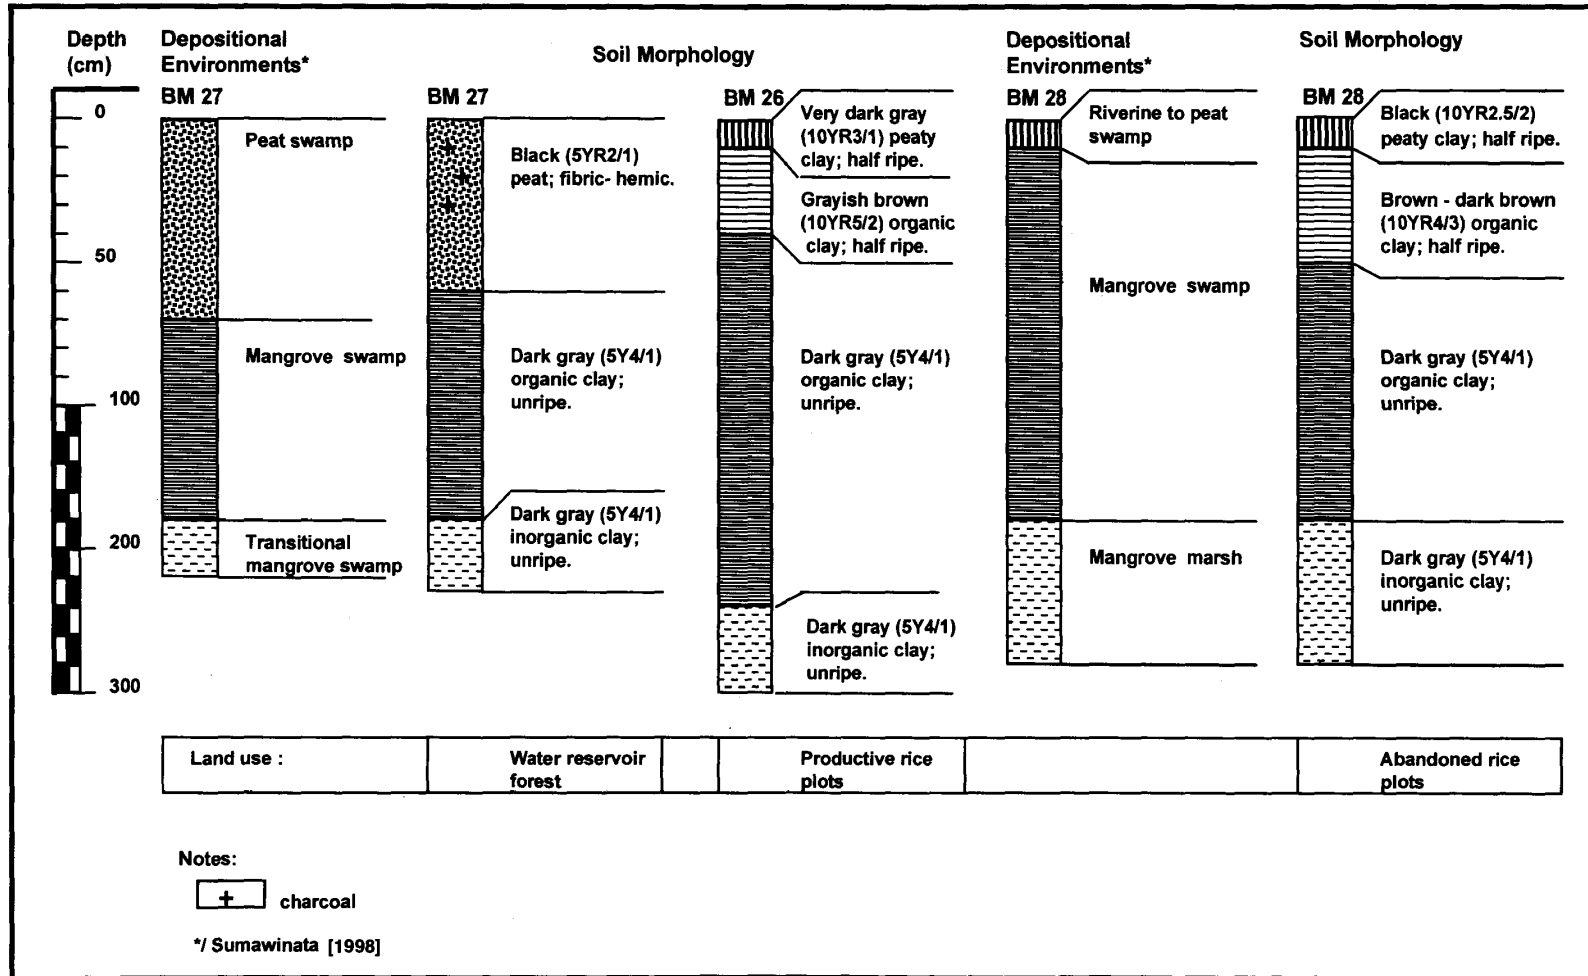 Depth
(cm)
Depositional
Environments*
Soil Morphology
Depositional
Environments*
Soil Morphology
BM 27
BM 27
BM 26
BM 28
BM 28
0
50
100
200
300
Peat swamp
Mangrove swamp
Transitional
mangrove swamp
Black (5YR2/1)
peat; fibric- hemic.
Dark gray (5Y4/1)
organic clay;
unripe.
Dark gray (5Y4/1)
inorganic clay;
unripe.
Very dark gray
(10YR3/1) peaty
clay; half ripe.
Grayish brown
(10YR5/2) organic
clay; half ripe.
Dark gray (5Y4/1)
organic clay;
unripe.
Dark gray (5Y4/1)
inorganic clay;
unripe.
Riverine to peat
swamp
Mangrove swamp
Mangrove marsh
Black (10YR2.5/2)
peaty clay; half ripe.
Brown - dark brown
(10YR4/3) organic
clay; half ripe.
Dark gray (5Y4/1)
organic clay;
unripe.
Dark gray (5Y4/1)
inorganic clay;
unripe.
Land use :
Water reservoir
forest
Productive rice
plots
Abandoned rice
plots
Notes:
+ charcoal
*/ Sumawinata [1998]